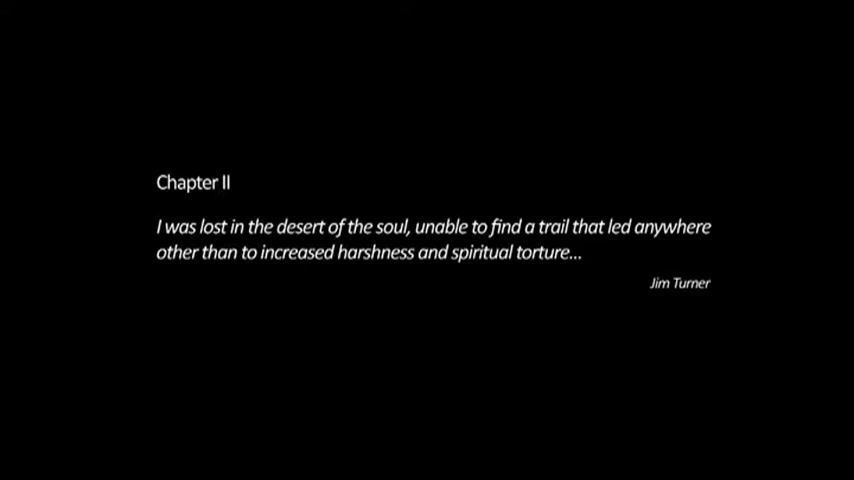 Chapter II
I was lost in the desert of the soul, unable to find a trail that led anywhere
other than to increased harshness and spiritual torture...
Jim Turner